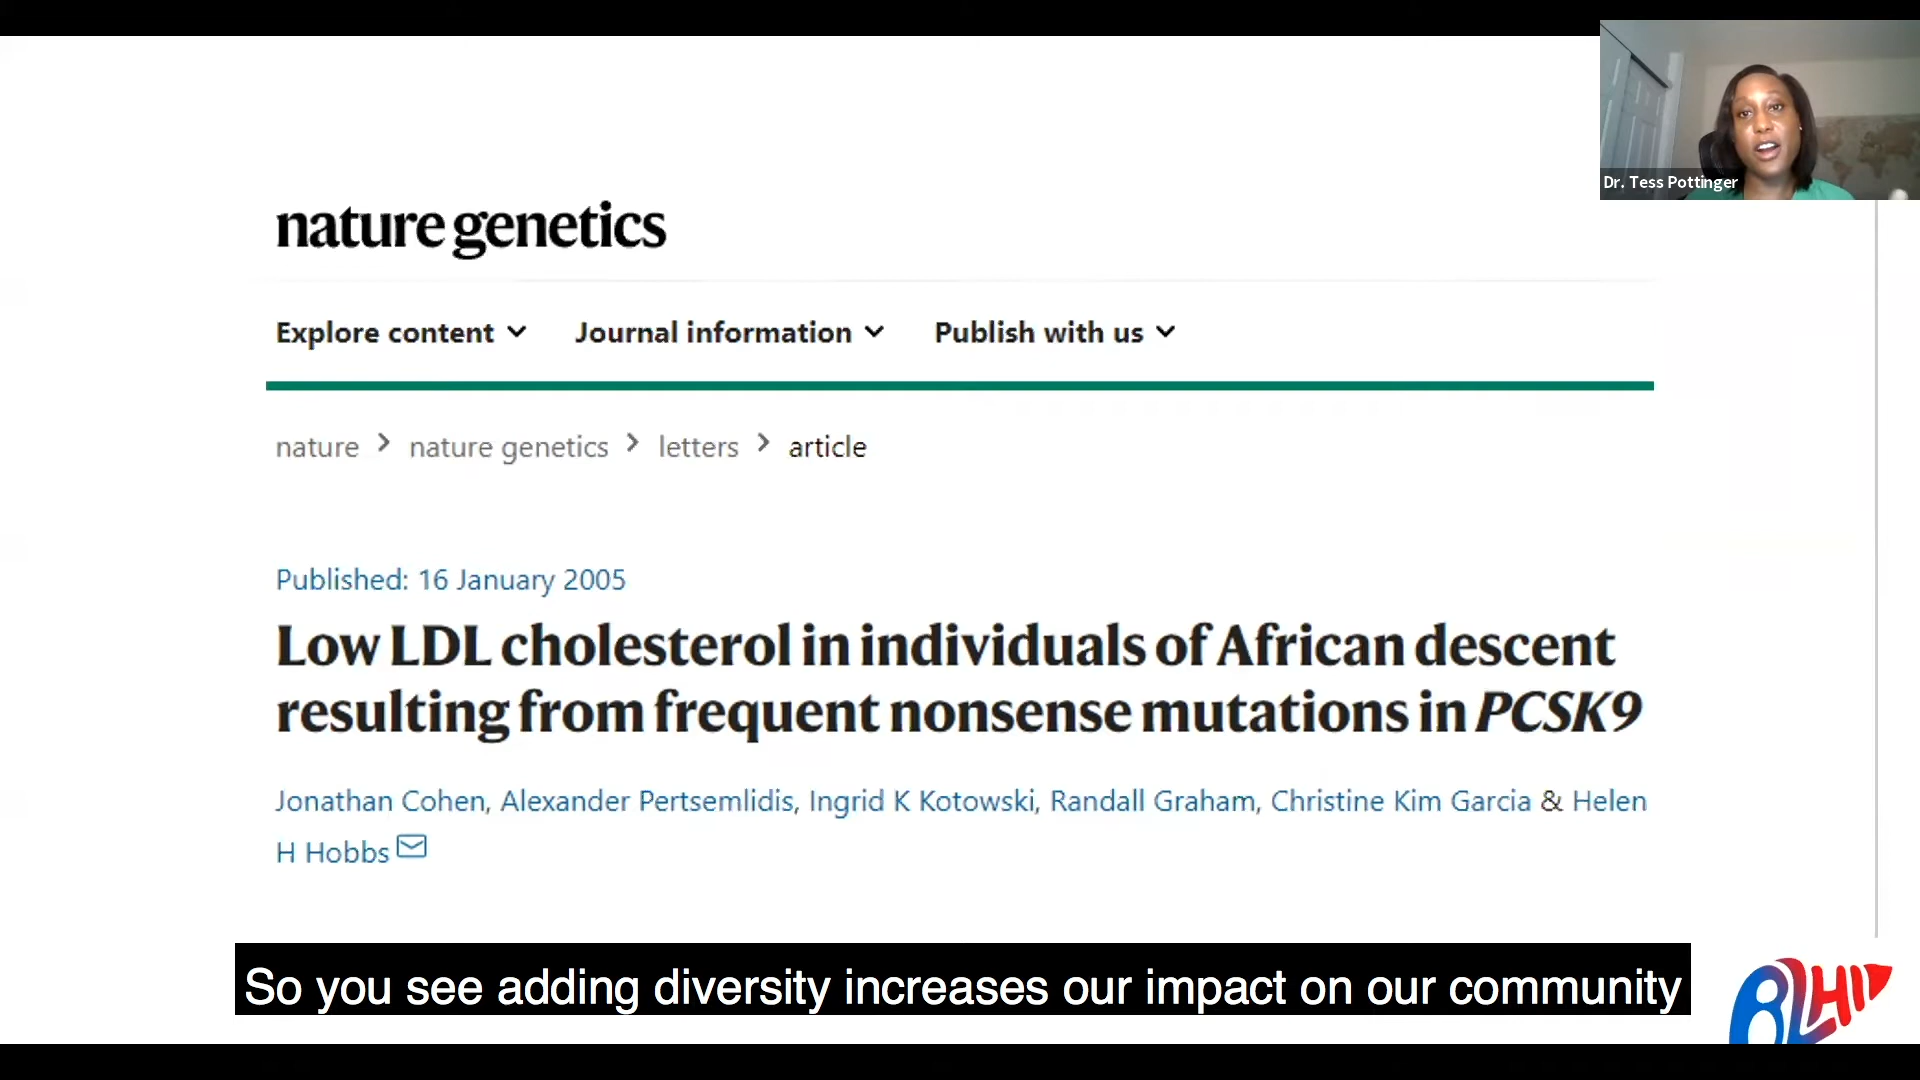 Dr. Tess Pottinger
nature genetics
Explore content
Journal information
Publish with us
nature > nature genetics > letters > article
Published: 16 January 2005
Low LDL cholesterol in individuals of African descent
resulting from frequent nonsense mutations in PCSK9
Jonathan Cohen, Alexander Pertsemlidis, Ingrid K Kotowski, Randall Graham, Christine Kim Garcia & Helen
H Hobbs
So you see adding diversity increases our impact on our community
BLHI